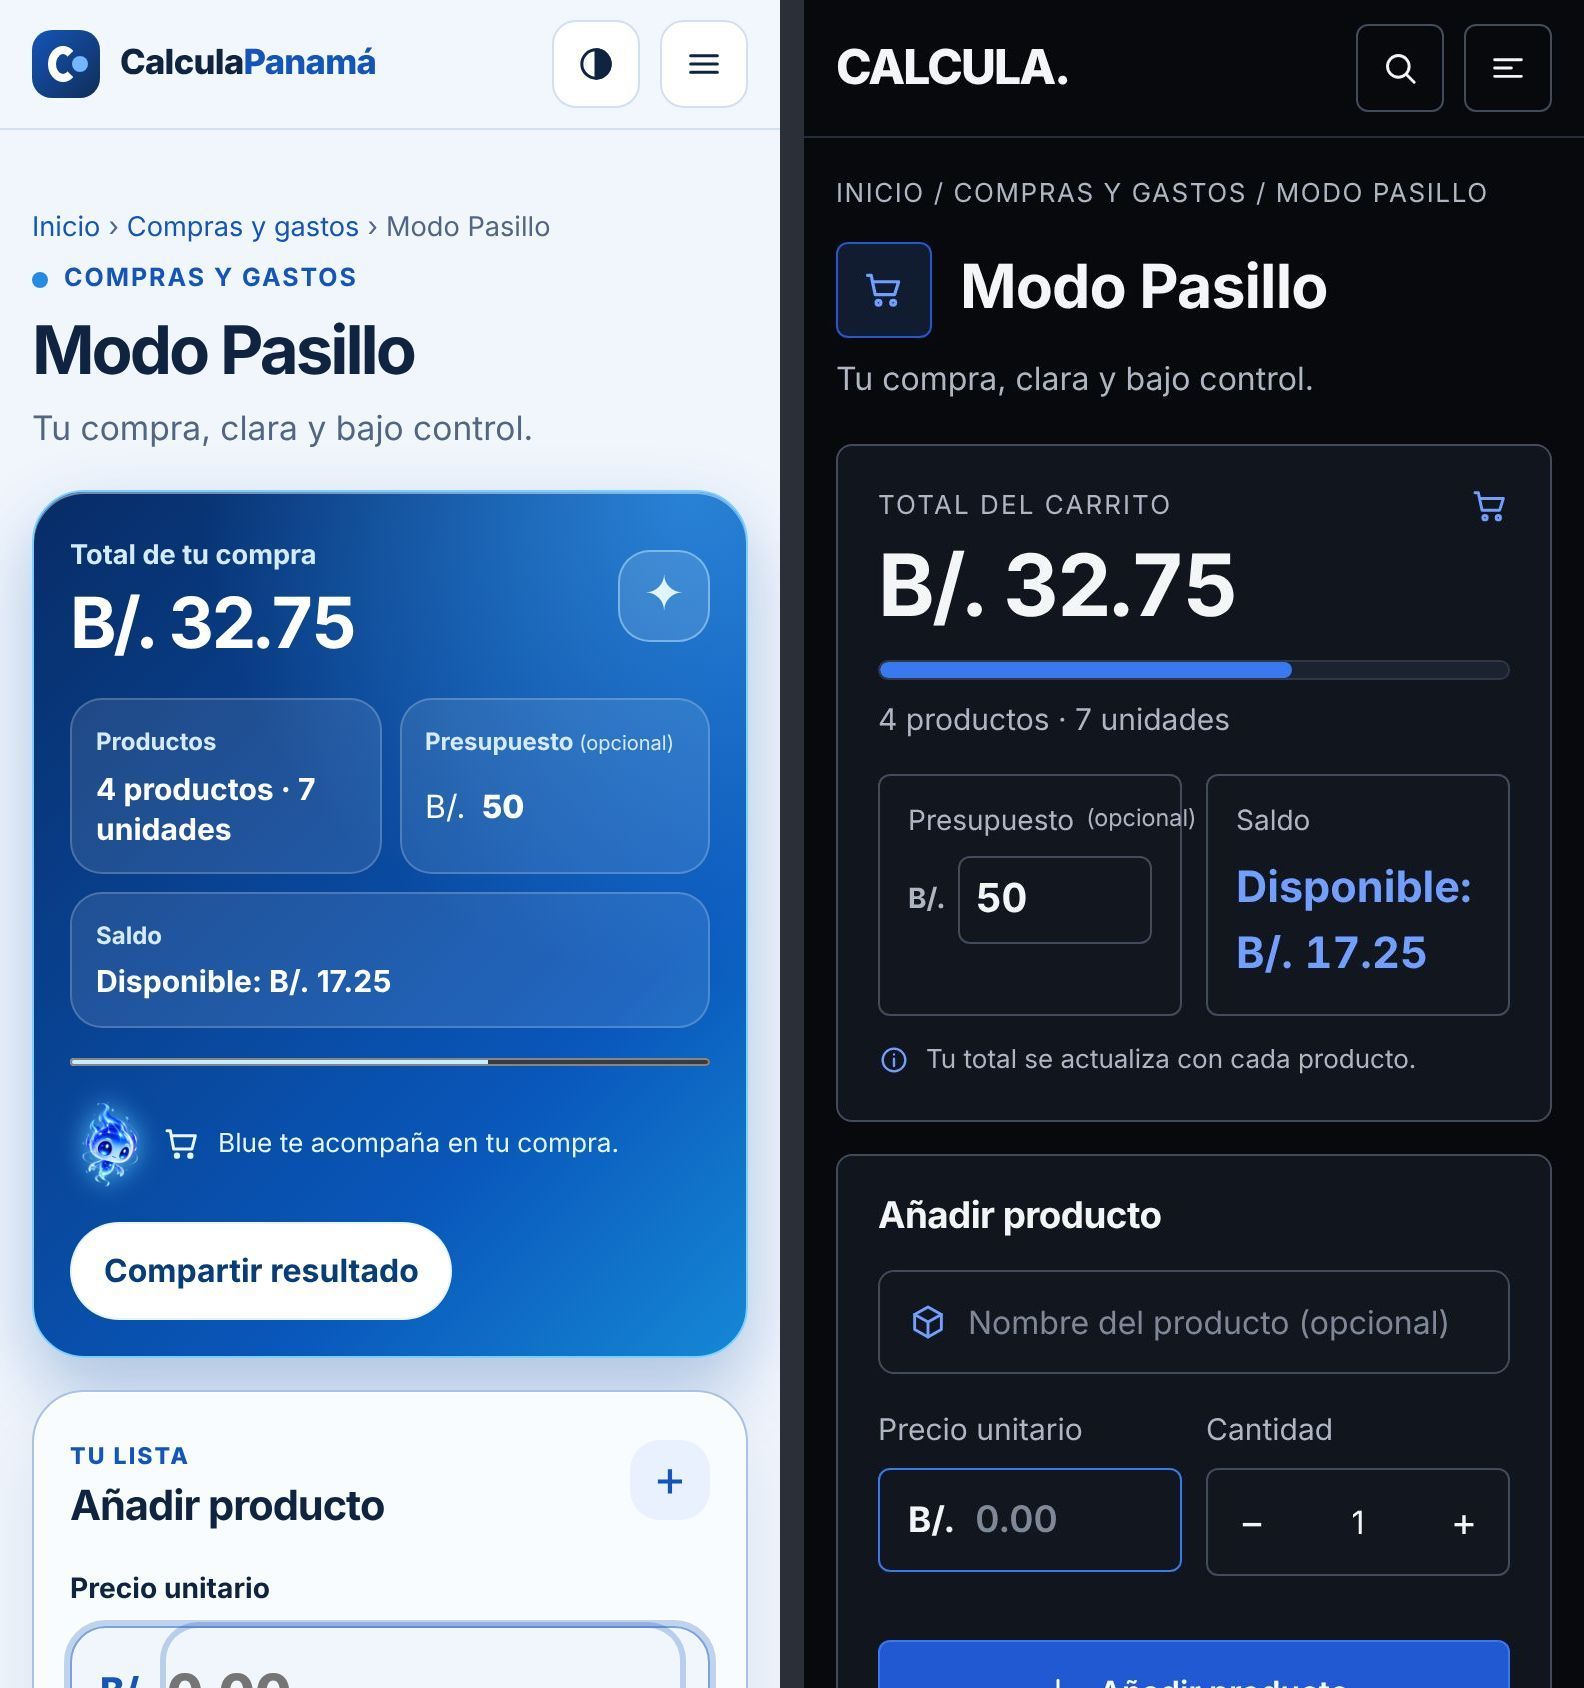 CalculaPanamá
Inicio › Compras y gastos › Modo Pasillo
COMPRAS Y GASTOS
Modo Pasillo
Tu compra, clara y bajo control.
Total de tu compra
B/. 32.75
Productos
4 productos · 7
unidades
Presupuesto (opcional)
B/. 50
Saldo
Disponible: B/. 17.25
Blue te acompaña en tu compra.
Compartir resultado
TU LISTA
Añadir producto
+
Precio unitario
B/. 0.00
CALCULA.
INICIO / COMPRAS Y GASTOS / MODO PASILLO
Modo Pasillo
Tu compra, clara y bajo control.
TOTAL DEL CARRITO
B/. 32.75
4 productos · 7 unidades
Presupuesto (opcional)
B/. 50
Saldo
Disponible:
B/. 17.25
Tu total se actualiza con cada producto.
Añadir producto
Nombre del producto (opcional)
Precio unitario
B/. 0.00
Cantidad
− 1 +
Añadir producto